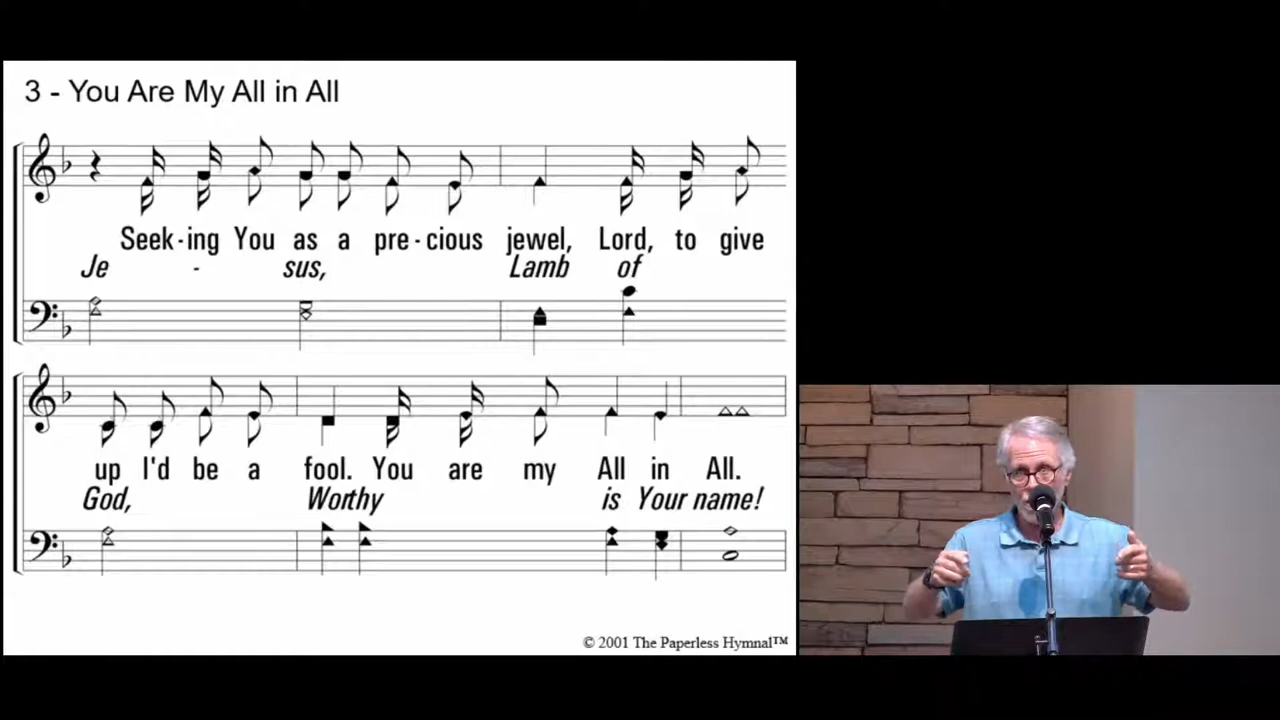 3 - You Are My All in All
Seek - ing You as a pre - cious jewel, Lord, to give
Je - sus, Lamb of
up I'd be a fool. You are my All in All.
God, Worthy is Your name!
© 2001 The Paperless Hymnal™